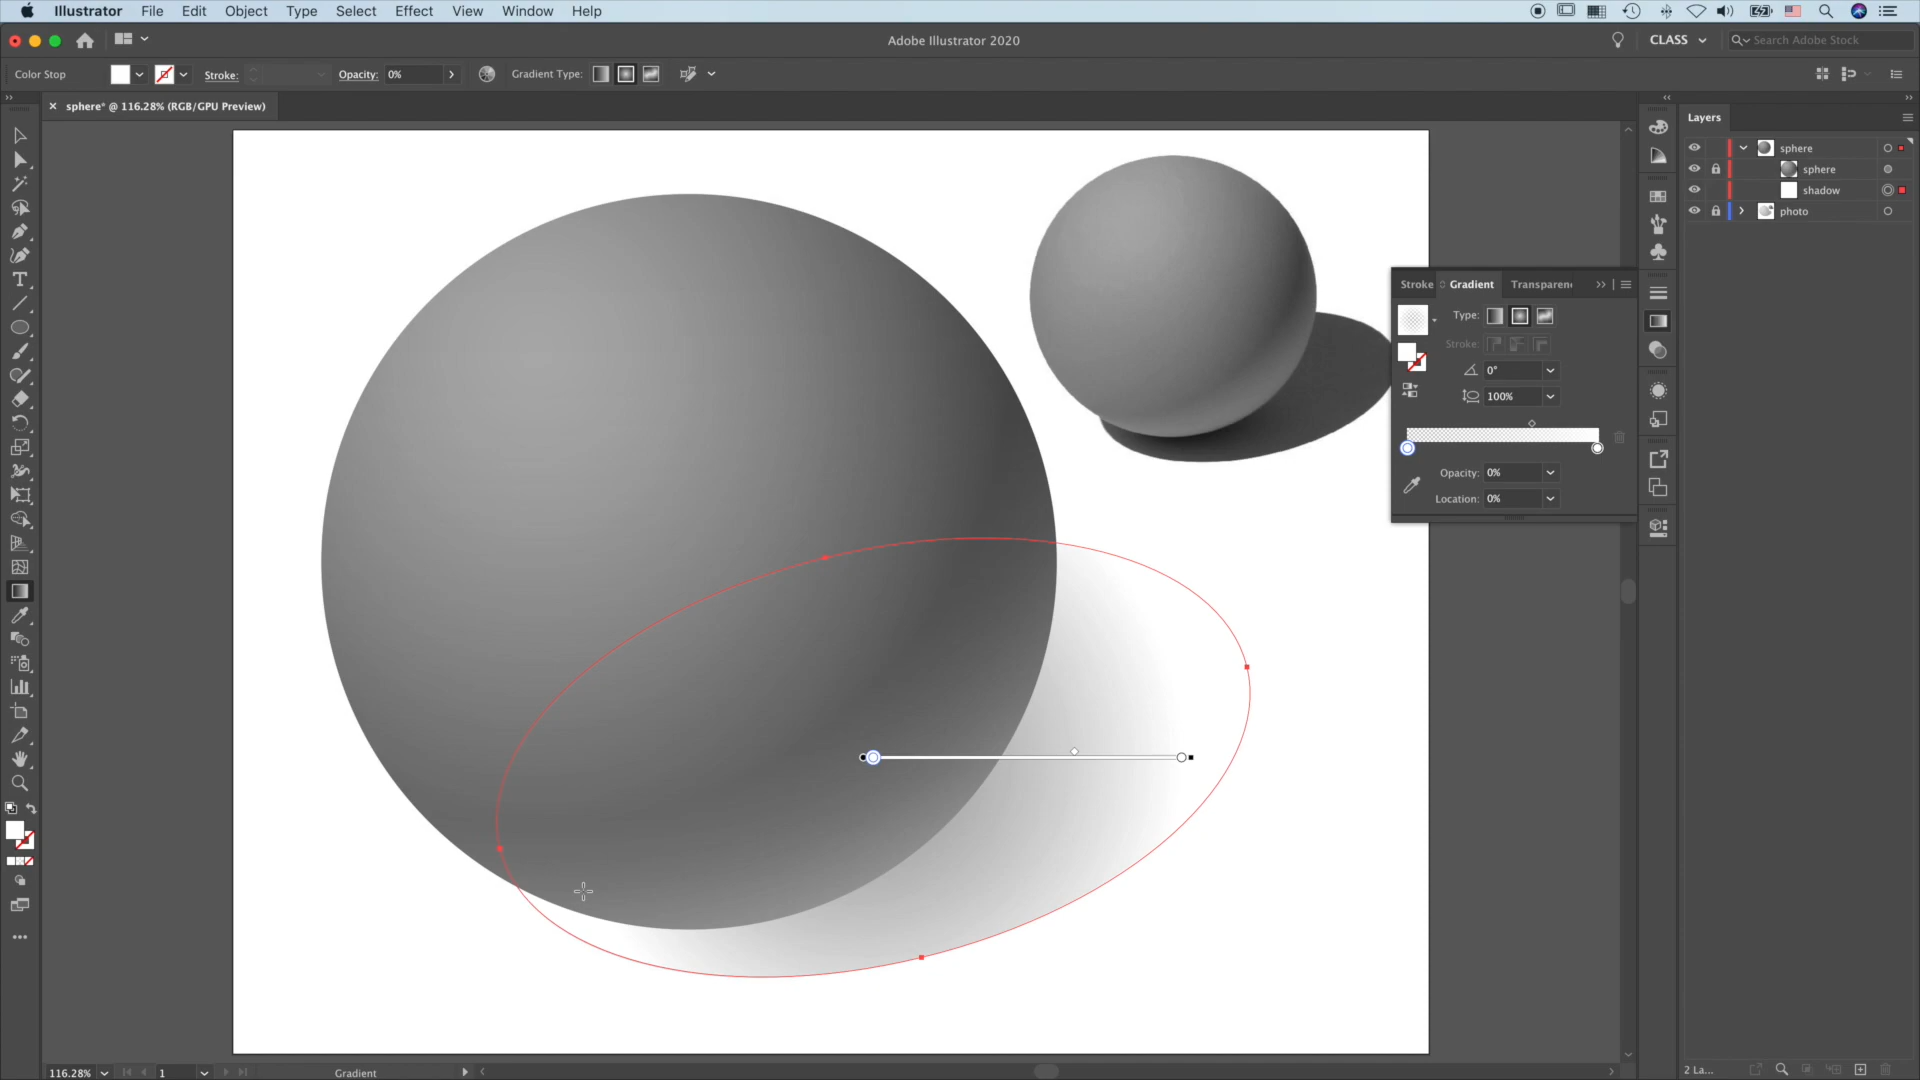 Illustrator File Edit Object Type Select Effect View Window Help
Adobe Illustrator 2020
CLASS
Search Adobe Stock
Color Stop
Stroke:
Opacity: 0%
Gradient Type:
sphere* @ 116.28% (RGB/GPU Preview)
Layers
sphere
sphere
shadow
photo
Stroke Gradient Transparen
Type:
Stroke:
0°
100%
Opacity: 0%
Location: 0%
116.28%
1
Gradient
2 La...